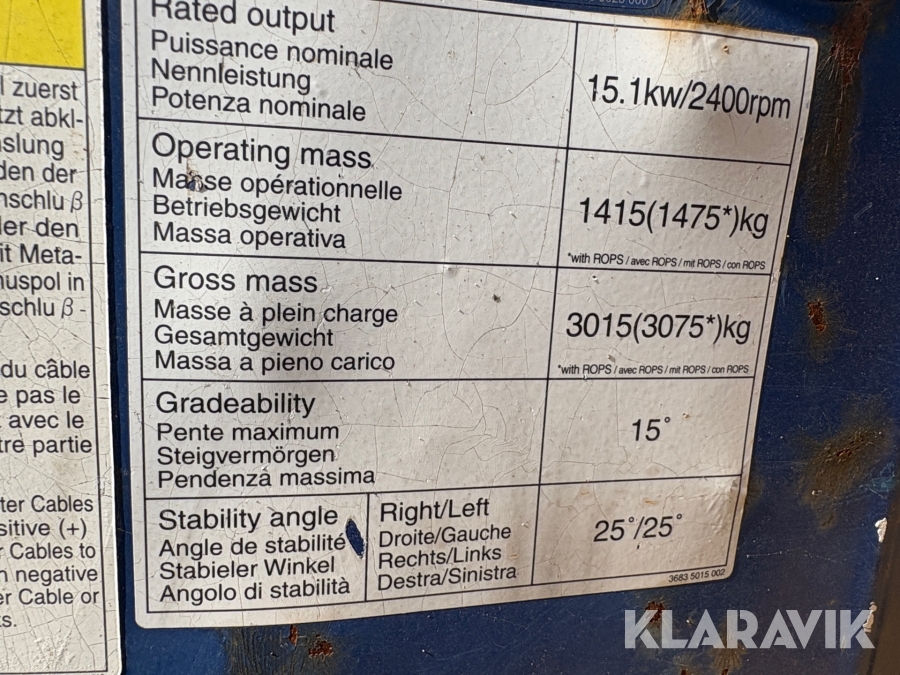 Rated output
Puissance nominale
Nennleistung
Potenza nominale
15.1kw/2400rpm
Operating mass
Masse opérationnelle
Betriebsgewicht
Massa operativa
1415(1475*)kg
*with ROPS / avec ROPS / mit ROPS / con ROPS
Gross mass
Masse à plein charge
Gesamtgewicht
Massa a pieno carico
3015(3075*)kg
*with ROPS / avec ROPS / mit ROPS / con ROPS
Gradeability
Pente maximum
Steigvermörgen
Pendenza massima
15°
Stability angle
Angle de stabilité
Stabieler Winkel
Angolo di stabilità
Right/Left
Droite/Gauche
Rechts/Links
Destra/Sinistra
25°/25°
3683 5015 002
zuerst
tzt abkl-
den der
nschlu β
der den
it Meta-
nuspol in
schlu β -
du câble
e pas le
avec le
tre partie
ter Cables
sitive (+)
r Cables to
n negative
er Cable or
ts.
KLARAVIK